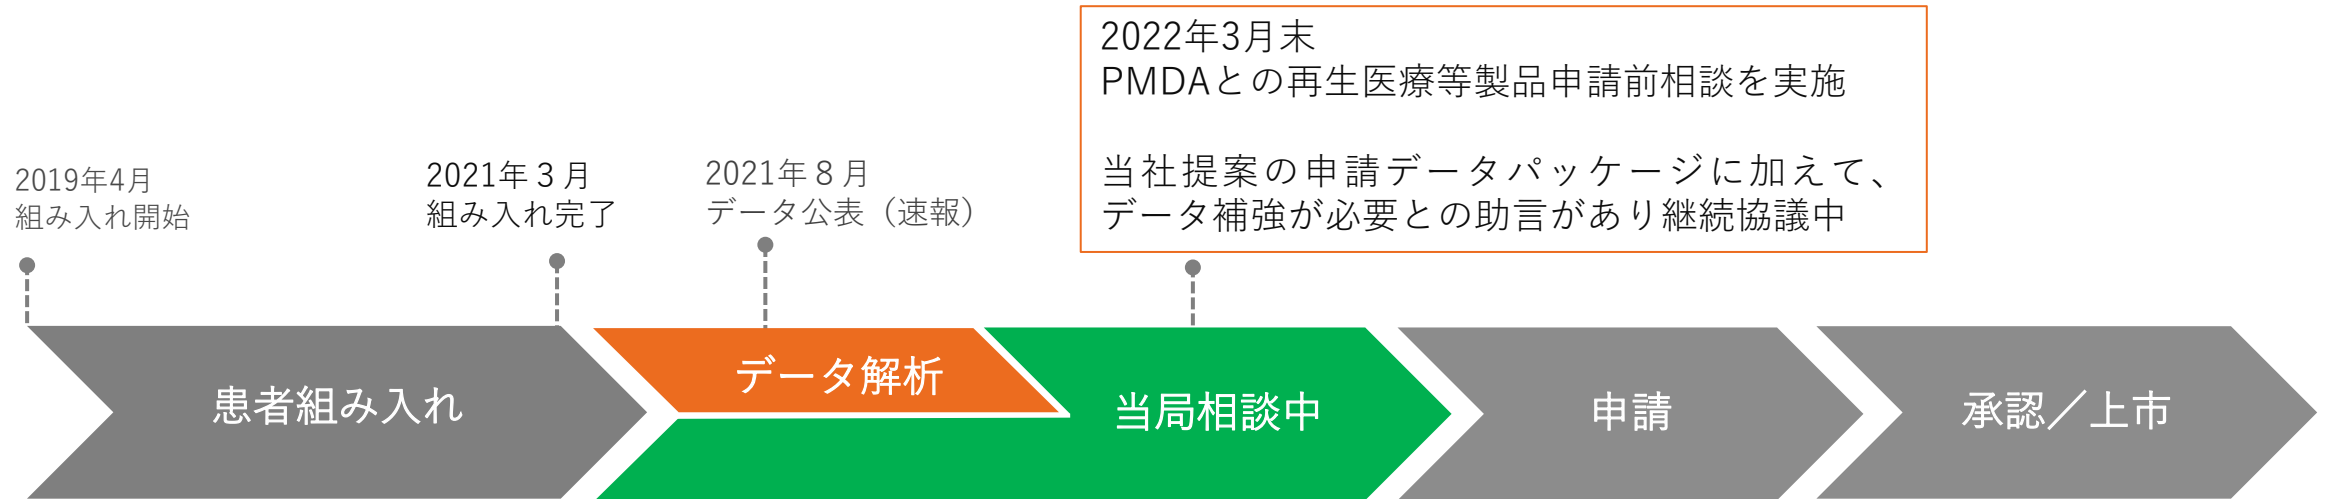 2022年3月末
PMDAとの再生医療等製品申請前相談を実施
当社提案の申請データパッケージに加えて、
データ補強が必要との助言があり継続協議中
2019年4月
組み入れ開始
2021年３月
組み入れ完了
2021年８月
データ公表（速報）
患者組み入れ
データ解析
当局相談中
申請
承認／上市